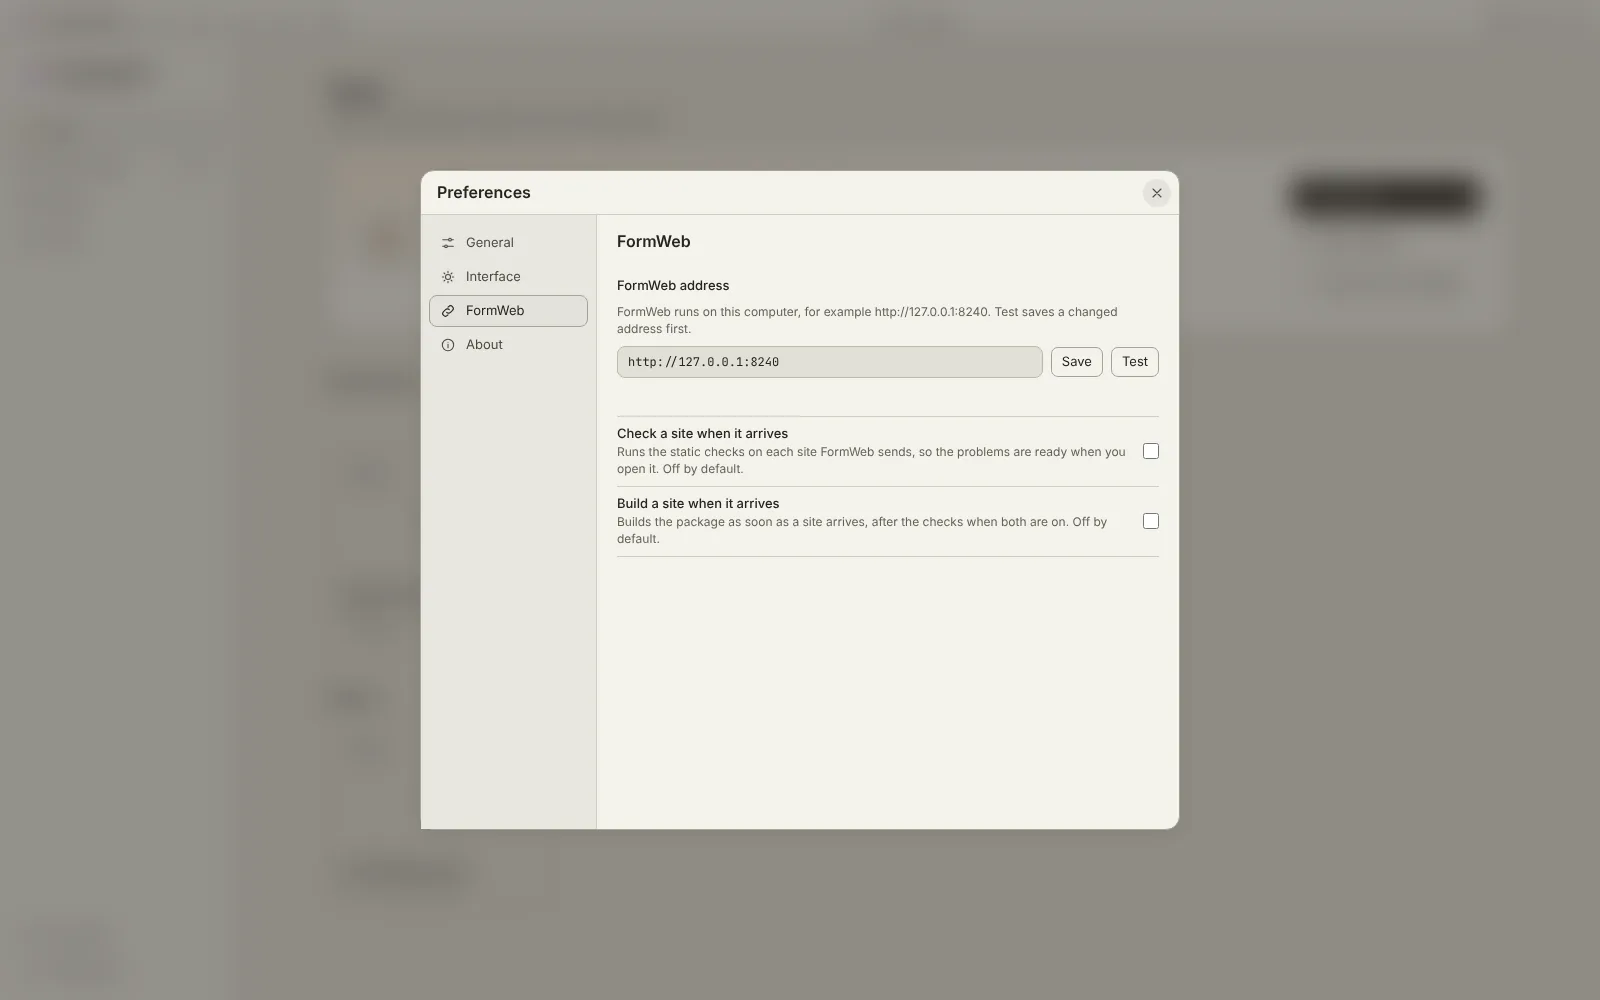 Preferences
General
Interface
FormWeb
About
FormWeb
FormWeb address
FormWeb runs on this computer, for example http://127.0.0.1:8240. Test saves a changed
address first.
http://127.0.0.1:8240
Save
Test
Check a site when it arrives
Runs the static checks on each site FormWeb sends, so the problems are ready when you
open it. Off by default.
Build a site when it arrives
Builds the package as soon as a site arrives, after the checks when both are on. Off by
default.